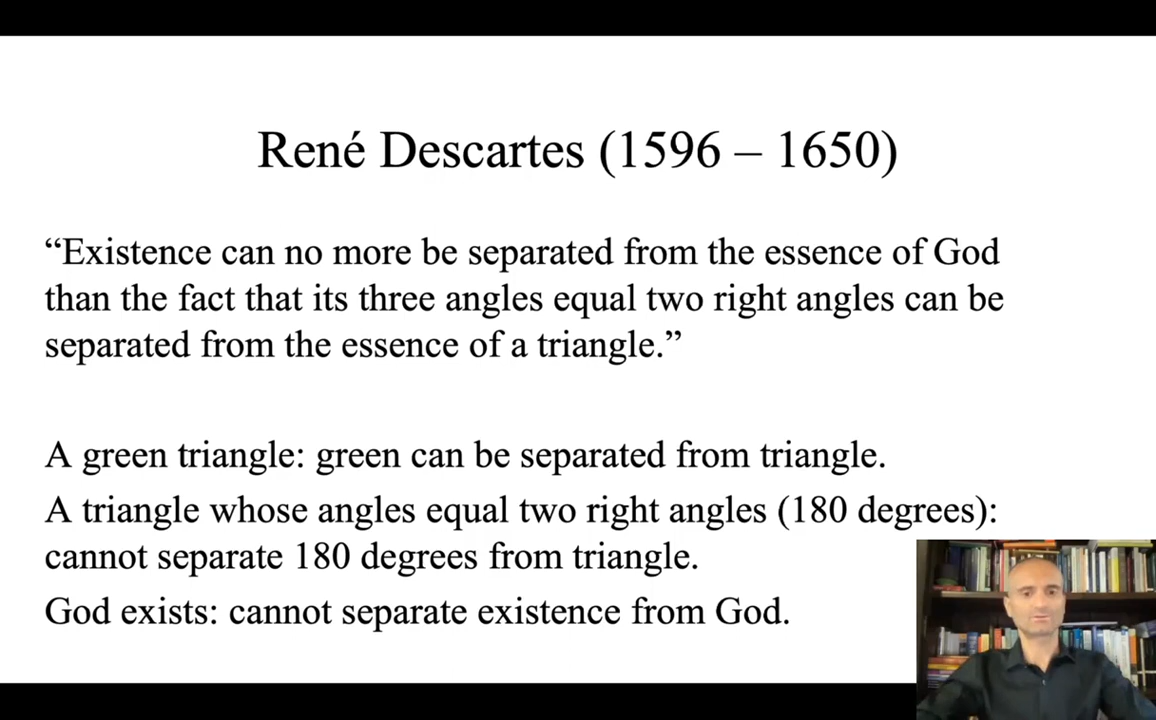 René Descartes (1596 – 1650)
“Existence can no more be separated from the essence of God
than the fact that its three angles equal two right angles can be
separated from the essence of a triangle.”
A green triangle: green can be separated from triangle.
A triangle whose angles equal two right angles (180 degrees):
cannot separate 180 degrees from triangle.
God exists: cannot separate existence from God.